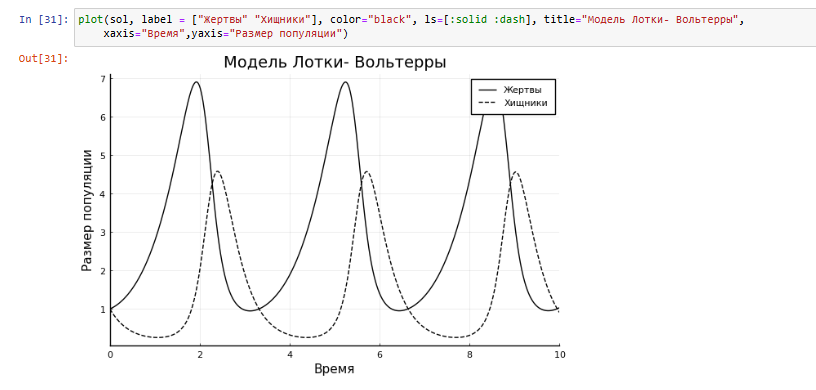 In [31]: plot(sol, label = ["Жертвы" "Хищники"], color="black", ls=[:solid :dash], title="Модель Лотки- Вольтерры",
xaxis="Время",yaxis="Размер популяции")
Out[31]:
Модель Лотки- Вольтерры
Жертвы
Хищники
Размер популяции
7
6
5
4
3
2
1
0 2 4 6 8 10
Время